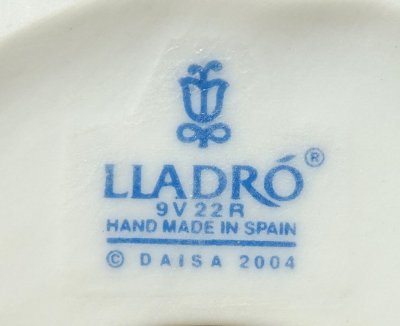 LLADRÓ®
9V22R
HAND MADE IN SPAIN
© DAISA 2004